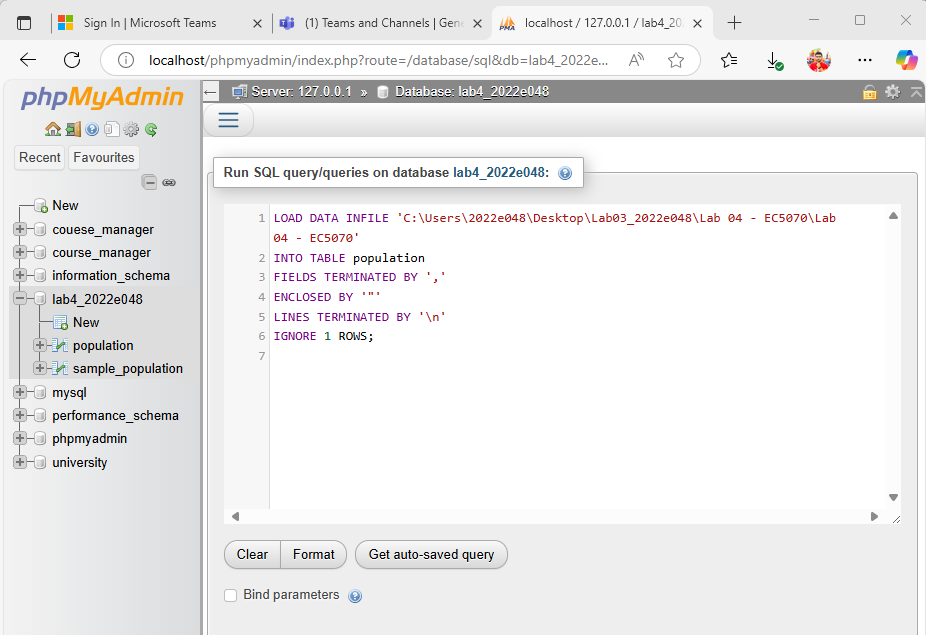 Sign In | Microsoft Teams
(1) Teams and Channels | Gene
localhost / 127.0.0.1 / lab4_20
localhost/phpmyadmin/index.php?route=/database/sql&db=lab4_2022e...
phpMyAdmin
Recent Favourites
New
couese_manager
course_manager
information_schema
lab4_2022e048
New
population
sample_population
mysql
performance_schema
phpmyadmin
university
Server: 127.0.0.1 » Database: lab4_2022e048
Run SQL query/queries on database lab4_2022e048:
1 LOAD DATA INFILE 'C:\Users\2022e048\Desktop\Lab03_2022e048\Lab 04 - EC5070\Lab
04 - EC5070'
2 INTO TABLE population
3 FIELDS TERMINATED BY ','
4 ENCLOSED BY '"'
5 LINES TERMINATED BY '\n'
6 IGNORE 1 ROWS;
7
Clear Format Get auto-saved query
Bind parameters